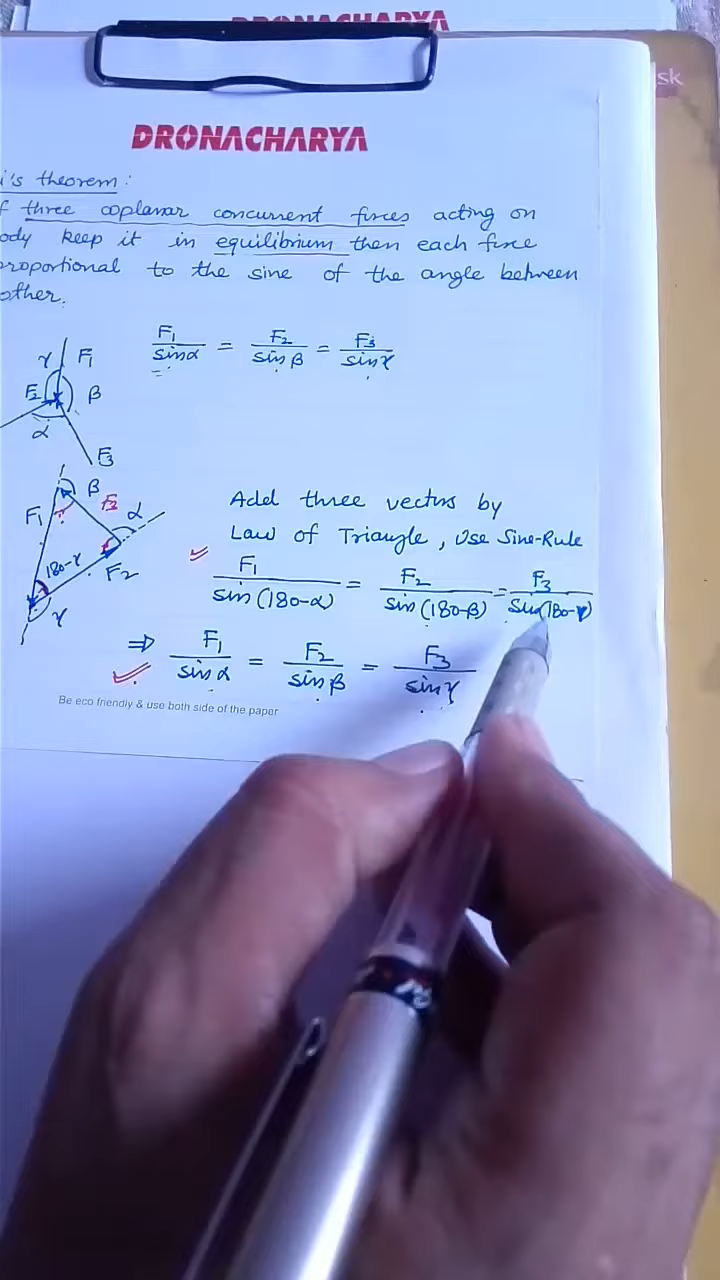 DRONACHARYA
sk
DRONACHARYA
i's theorem:
f three coplanar concurrent forces acting on
ody keep it in equilibrium then each force
roportional to the sine of the angle between
other.
F₁/sinα = F₂/sinβ = F₃/sinγ
γ F₁
F₂ β
α
F₃
β
F₁ F₂ α
180-γ F₂
γ
Add three vectors by
Law of Triangle, Use Sine-Rule
F₁/sin(180-α) = F₂/sin(180-β) = F₃/sin(180-γ)
⇒ F₁/sinα = F₂/sinβ = F₃/sinγ
Be eco friendly & use both side of the paper